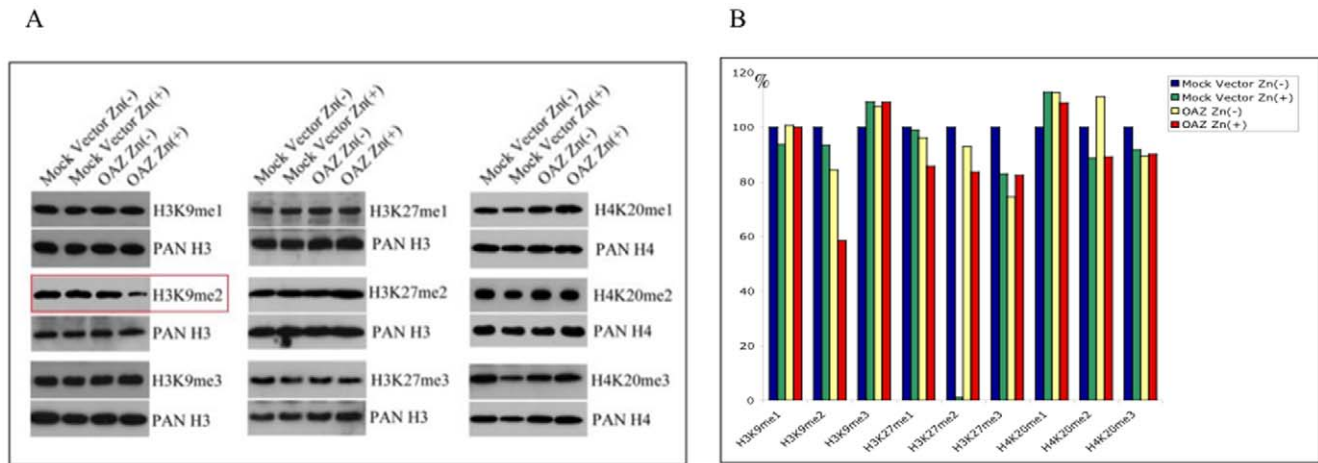 A
B
Mock Vector Zn(-)
Mock Vector Zn(+)
OAZ Zn(-)
OAZ Zn(+)
H3K9me1
PAN H3
H3K9me2
PAN H3
H3K9me3
PAN H3
Mock Vector Zn(-)
Mock Vector Zn(+)
OAZ Zn(-)
OAZ Zn(+)
H3K27me1
PAN H3
H3K27me2
PAN H3
H3K27me3
PAN H3
Mock Vector Zn(-)
Mock Vector Zn(+)
OAZ Zn(-)
OAZ Zn(+)
H4K20me1
PAN H4
H4K20me2
PAN H4
H4K20me3
PAN H4
%
120
100
80
60
40
20
0
H3K9me1
H3K9me2
H3K9me3
H3K27me1
H3K27me2
H3K27me3
H4K20me1
H4K20me2
H4K20me3
Mock Vector Zn(-)
Mock Vector Zn(+)
OAZ Zn(-)
OAZ Zn(+)